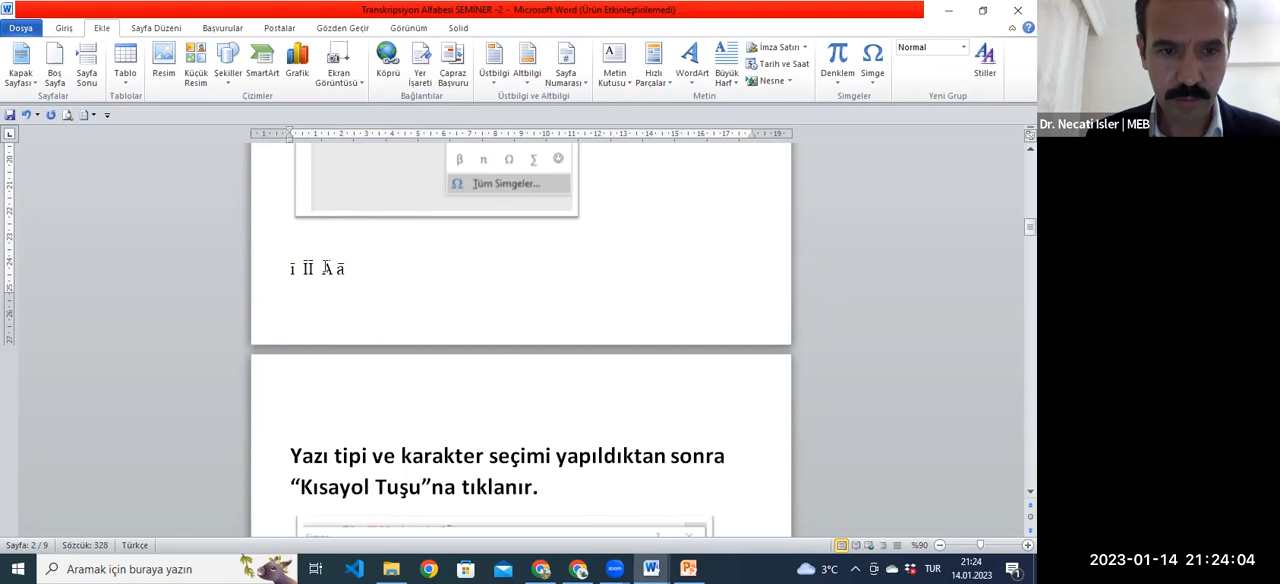 Transkripsiyon Alfabesi SEMİNER -2 - Microsoft Word (Ürün Etkinleştirilemedi)
Dosya Giriş Ekle Sayfa Düzeni Başvurular Postalar Gözden Geçir Görünüm Solid
Kapak Sayfası Boş Sayfa Sayfa Sonu Tablo Resim Küçük Resim Şekiller SmartArt Grafik Ekran Görüntüsü Köprü Yer İşareti Çapraz Başvuru Üstbilgi Altbilgi Sayfa Numarası Metin Kutusu Hızlı Parçalar WordArt Büyük Harf İmza Satırı Tarih ve Saat Nesne Denklem Simge Normal Stiller
Sayfalar Tablolar Çizimler Bağlantılar Üstbilgi ve Altbilgi Metin Simgeler Yeni Grup
Dr. Necati Isler | MEB
β π Ω ∑ ☺
Ω Tüm Simgeler...
ī ĪĪ Ā ā
Yazı tipi ve karakter seçimi yapıldıktan sonra
“Kısayol Tuşu”na tıklanır.
Sayfa: 2 / 9 Sözcük: 328 Türkçe %90
Aramak için buraya yazın 3°C TUR 21:24 14.01.2023
2023-01-14 21:24:04